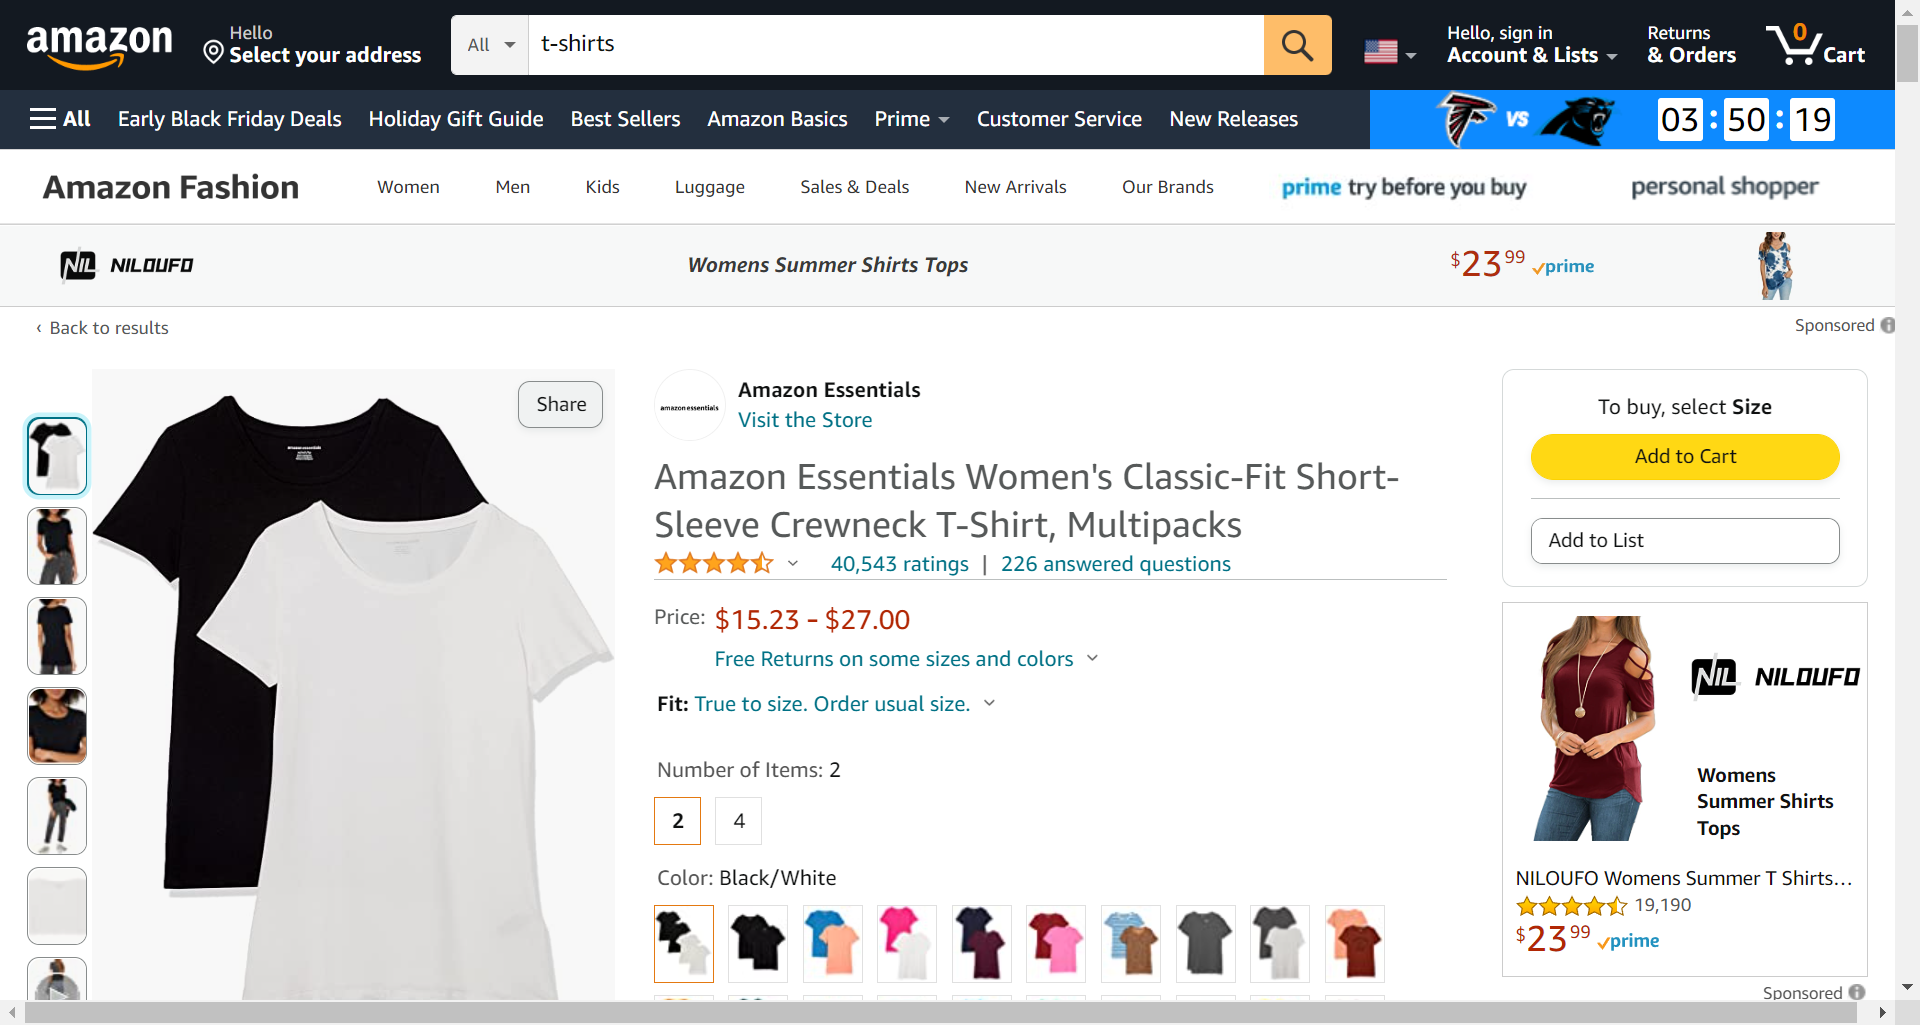 amazon
Hello
Select your address
All
t-shirts
Hello, sign in
Account & Lists
Returns
& Orders
0
Cart
All
Early Black Friday Deals
Holiday Gift Guide
Best Sellers
Amazon Basics
Prime
Customer Service
New Releases
VS
03 : 50 : 19
Amazon Fashion
Women
Men
Kids
Luggage
Sales & Deals
New Arrivals
Our Brands
prime try before you buy
personal shopper
NIL NILOUFO
Womens Summer Shirts Tops
$23 99 prime
‹ Back to results
Sponsored
Share
amazon essentials
Amazon Essentials
Visit the Store
Amazon Essentials Women's Classic-Fit Short-
Sleeve Crewneck T-Shirt, Multipacks
40,543 ratings | 226 answered questions
Price: $15.23 - $27.00
Free Returns on some sizes and colors
Fit: True to size. Order usual size.
Number of Items: 2
2
4
Color: Black/White
To buy, select Size
Add to Cart
Add to List
NIL NILOUFO
Womens
Summer Shirts
Tops
NILOUFO Womens Summer T Shirts...
19,190
$23 99 prime
Sponsored